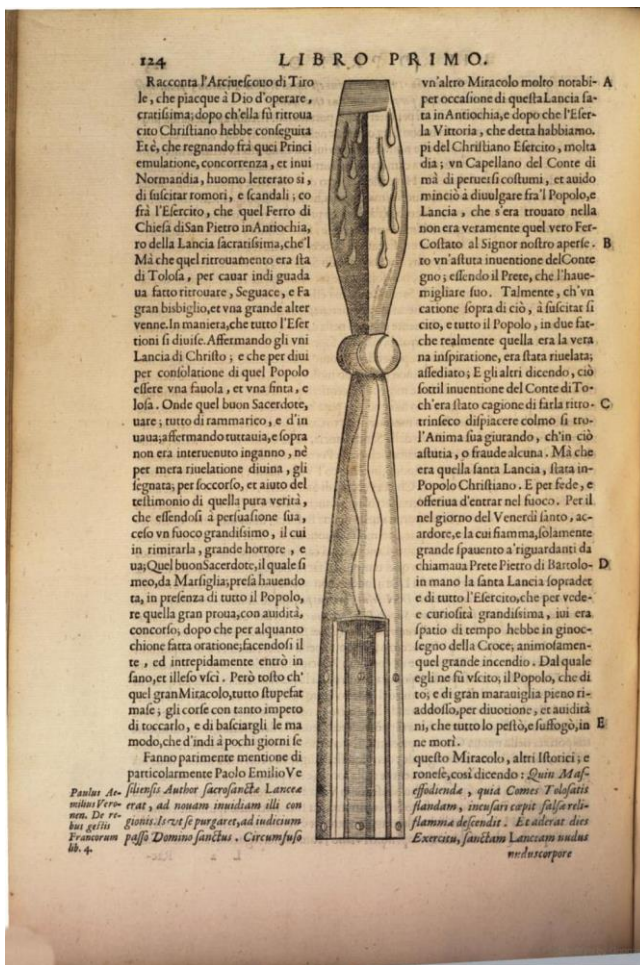 124 LIBRO PRIMO.
Racconta l'Arciueſcouo di Tiro vn'altro Miracolo molto notabi- A
le, che piacque à Dio d'operare, per occaſione di queſta Lancia ſa-
cratiſſima; dopo ch'ella fù ritroua ta in Antiochia, e dopo che l'Eſer-
cito Chriſtiano hebbe conſeguita la Vittoria, che detta habbiamo.
Et è, che regnando frà quei Princi pi del Chriſtiano Eſercito, molta
emulatione, concorrenza, et inui dia; vn Capellano del Conte di
Normandia, huomo letterato sì, mà di peruerſi coſtumi, et auido
di ſuſcitar romori, e ſcandali; co minciò à diuulgare fra'l Popolo, e
frà l'Eſercito, che quel Ferro di Lancia, che s'era trouato nella
Chieſa di San Pietro in Antiochia, non era veramente quel vero Fer-
ro della Lancia ſacratiſſima, che'l Coſtato al Signor noſtro aperſe. B
Mà che quel ritrouamento era ſta to vn'aſtuta inuentione del Conte
di Toloſa, per cauar indi guada gno; eſſendo il Prete, che l'haue-
ua fatto ritrouare, Seguace, e Fa migliare ſuo. Talmente, ch'vn
gran biſbiglio, et vna grande alter catione ſopra di ciò, à ſuſcitar ſi
venne. In maniera, che tutto l'Eſer cito, e tutto il Popolo, in due fat-
tioni ſi diuiſe. Affermando gli vni che realmente quella era la vera
Lancia di Chriſto; e che per diui na inſpiratione, era ſtata riuelata;
per conſolatione di quel Popolo aſſediato; E gli altri dicendo, ciò
eſſere vna fauola, et vna finta, e ſottil inuentione del Conte di To-
loſa. Onde quel buon Sacerdote, ch'era ſtato cagione di farla ritro- C
uare; tutto di rammarico, e d'in trinſeco diſpiacere colmo ſi tro-
uaua; affermando tuttauia, e ſopra l'Anima ſua giurando, ch'in ciò
non era interuenuto inganno, nè aſtutia, o fraude alcuna. Mà che
per mera riuelatione diuina, gli era quella ſanta Lancia, ſtata in-
ſegnata; per ſoccorſo, et aiuto del Popolo Chriſtiano. E per fede, e
teſtimonio di quella pura verità, offeriua d'entrar nel fuoco. Per il
che eſſendoſi à perſuaſione ſua, nel giorno del Venerdì ſanto, ac-
ceſo vn fuoco grandiſſimo, il cui ardore, e la cui fiamma, ſolamente
in rimirarla, grande horrore, e grande ſpauento a'riguardanti da
ua; Quel buon Sacerdote, il quale ſi chiamaua Prete Pietro di Bartolo- D
meo, da Marſiglia; preſa hauendo in mano la ſanta Lancia ſopradet
ta, in preſenza di tutto il Popolo, e di tutto l'Eſercito, che per vede-
re quella gran proua, con auidità, e curioſità grandiſſima, iui era
concorſo; dopo che per alquanto ſpatio di tempo hebbe in ginoc-
chione fatta oratione; facendoſi il ſegno della Croce; animoſamen-
te, ed intrepidamente entrò in quel grande incendio. Dal quale
ſano, et illeſo vſcì. Però toſto ch' egli ne fù vſcito; il Popolo, che di
quel gran Miracolo, tutto ſtupefat to; e di gran marauiglia pieno ri-
maſe; gli corſe con tanto impeto addoſſo, per diuotione, et auidità
di toccarlo, e di baſciargli le ma ni, che tutto lo peſtò, e ſuffogò, in E
modo, che d'indi à pochi giorni ſe ne morì.
Fanno parimente mentione di queſto Miracolo, altri Iſtorici; e
particolarmente Paolo Emilio Ve roneſe, così dicendo: Quin Maſ-
ſilienſis Author ſacroſanctæ Lanceæ effodiendæ, quia Comes Toloſatis
erat, ad nouam inuidiam illi con flandam, incuſari cœpit falſæ reli-
gionis. Is vt ſe purgaret, ad iudicium flammæ deſcendit. Et aderat dies
paſſo Domino ſanctus. Circumfuſo Exercitu, ſanctam Lanceam nudus
nuduſcorpore
Paulus Ae-
milius Vero-
nen. De re-
bus geſtis
Francorum
lib. 4.